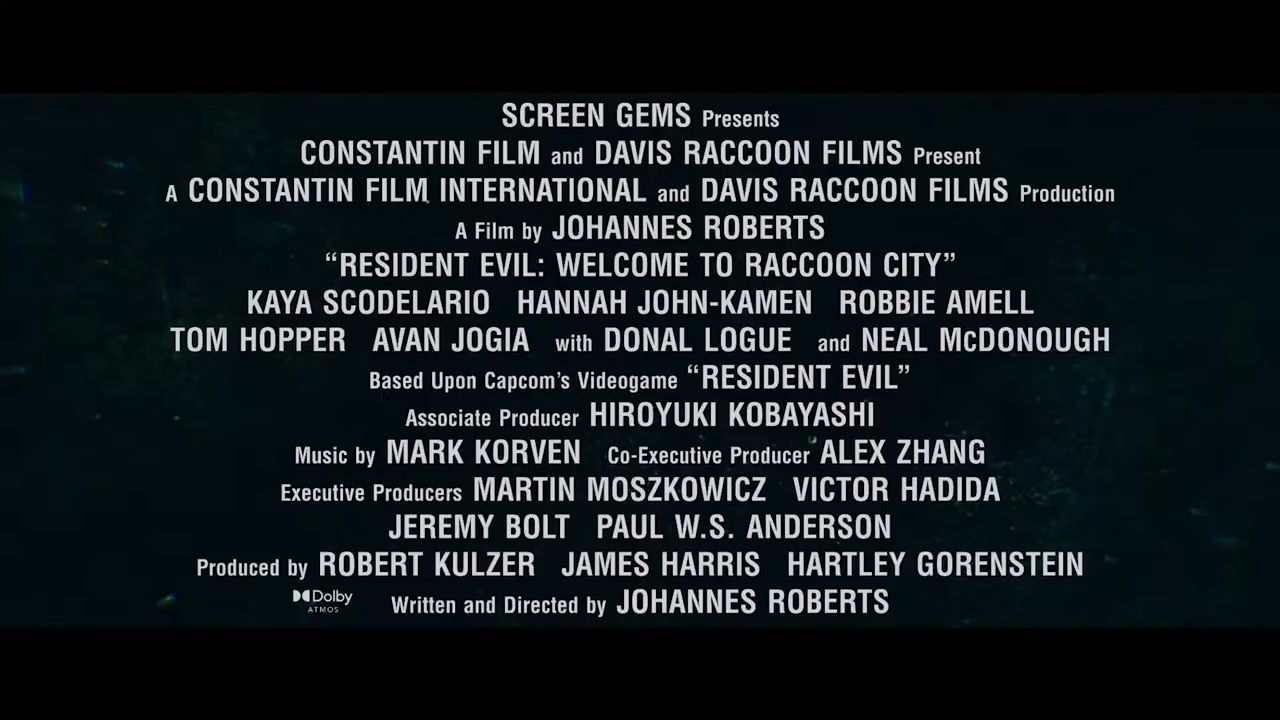 SCREEN GEMS Presents
CONSTANTIN FILM and DAVIS RACCOON FILMS Present
A CONSTANTIN FILM INTERNATIONAL and DAVIS RACCOON FILMS Production
A Film by JOHANNES ROBERTS
“RESIDENT EVIL: WELCOME TO RACCOON CITY”
KAYA SCODELARIO HANNAH JOHN-KAMEN ROBBIE AMELL
TOM HOPPER AVAN JOGIA with DONAL LOGUE and NEAL McDONOUGH
Based Upon Capcom’s Videogame “RESIDENT EVIL”
Associate Producer HIROYUKI KOBAYASHI
Music by MARK KORVEN Co-Executive Producer ALEX ZHANG
Executive Producers MARTIN MOSZKOWICZ VICTOR HADIDA
JEREMY BOLT PAUL W.S. ANDERSON
Produced by ROBERT KULZER JAMES HARRIS HARTLEY GORENSTEIN
Dolby ATMOS Written and Directed by JOHANNES ROBERTS